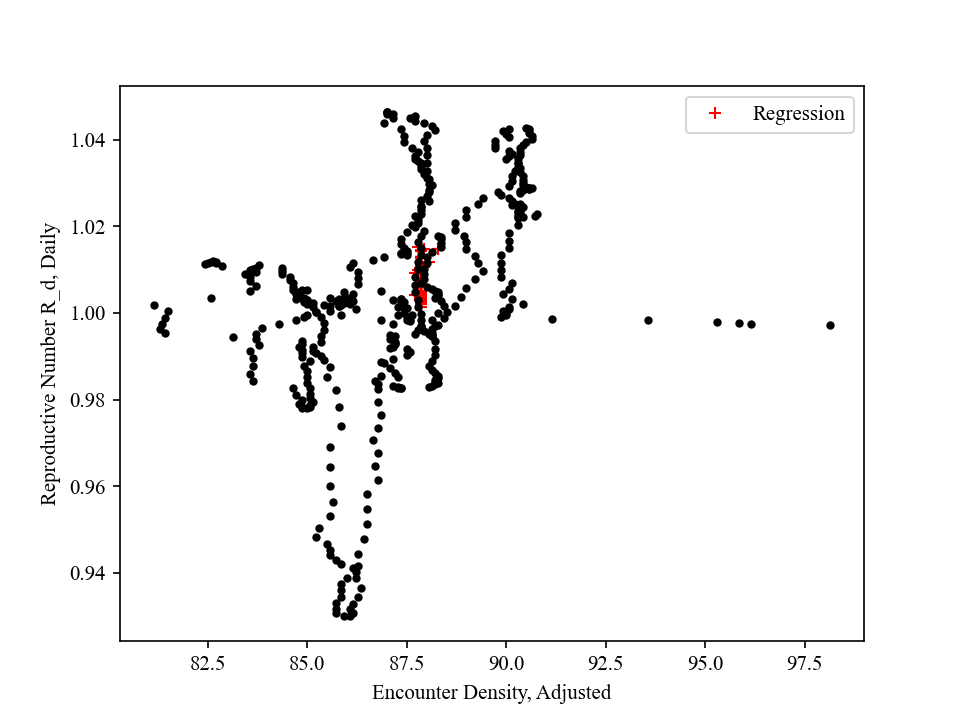 Regression
1.04
1.02
1.00
0.98
0.96
0.94
Reproductive Number R_d, Daily
82.5 85.0 87.5 90.0 92.5 95.0 97.5
Encounter Density, Adjusted